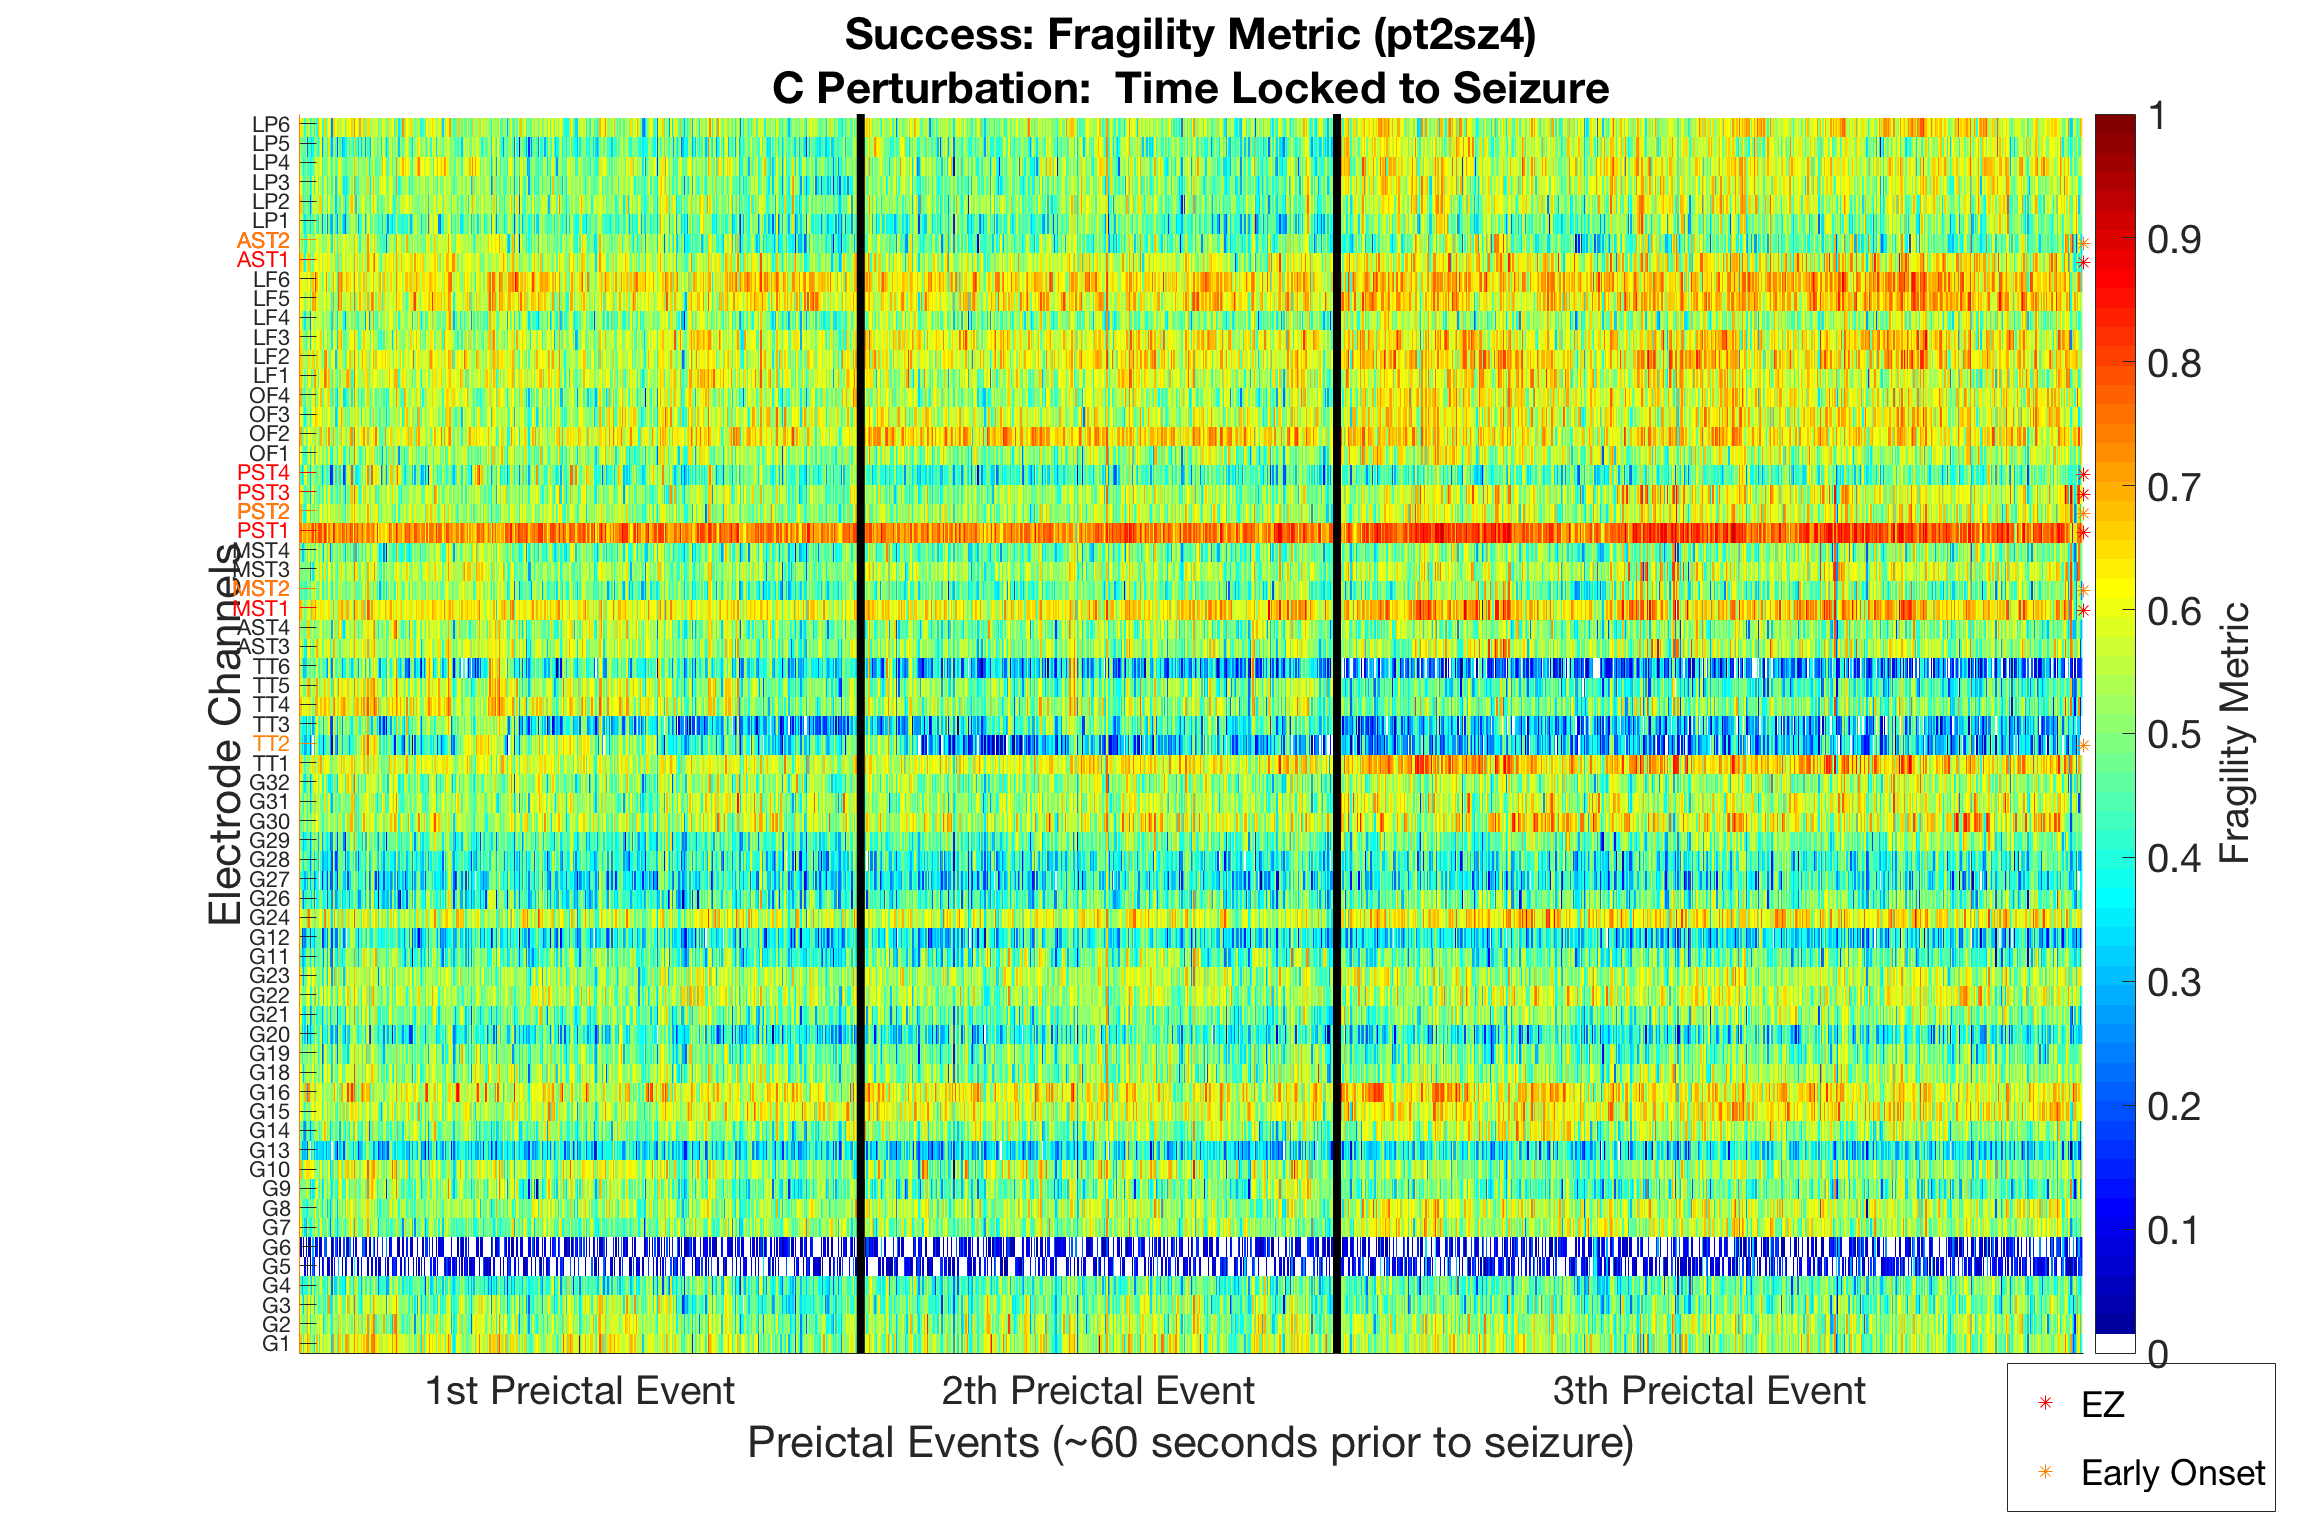 Success: Fragility Metric (pt2sz4)
C Perturbation:  Time Locked to Seizure
Electrode Channels
LP6
LP5
LP4
LP3
LP2
LP1
AST2
AST1
LF6
LF5
LF4
LF3
LF2
LF1
OF4
OF3
OF2
OF1
PST4
PST3
PST2
PST1
MST4
MST3
MST2
MST1
AST4
AST3
TT6
TT5
TT4
TT3
TT2
TT1
G32
G31
G30
G29
G28
G27
G26
G24
G12
G11
G23
G22
G21
G20
G19
G18
G16
G15
G14
G13
G10
G9
G8
G7
G6
G5
G4
G3
G2
G1
1st Preictal Event
2th Preictal Event
3th Preictal Event
Preictal Events (~60 seconds prior to seizure)
1
0.9
0.8
0.7
0.6
0.5
0.4
0.3
0.2
0.1
0
Fragility Metric
EZ
Early Onset